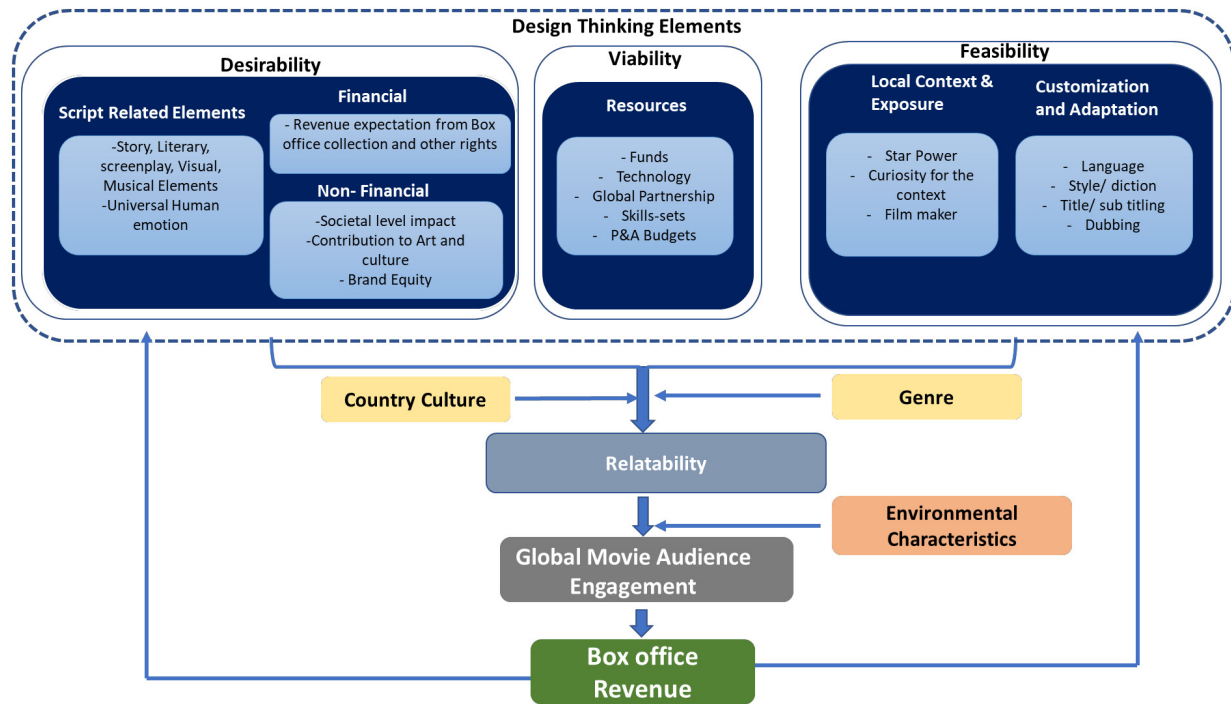 Design Thinking Elements
Desirability
Script Related Elements
-Story, Literary,
screenplay, Visual,
Musical Elements
-Universal Human
emotion
Financial
- Revenue expectation from Box
office collection and other rights
Non- Financial
-Societal level impact
-Contribution to Art and
culture
- Brand Equity
Viability
Resources
- Funds
- Technology
- Global Partnership
- Skills-sets
- P&A Budgets
Feasibility
Local Context &
Exposure
- Star Power
- Curiosity for the
context
- Film maker
Customization
and Adaptation
- Language
- Style/ diction
- Title/ sub titling
- Dubbing
Country Culture
Genre
Relatability
Environmental
Characteristics
Global Movie Audience
Engagement
Box office
Revenue